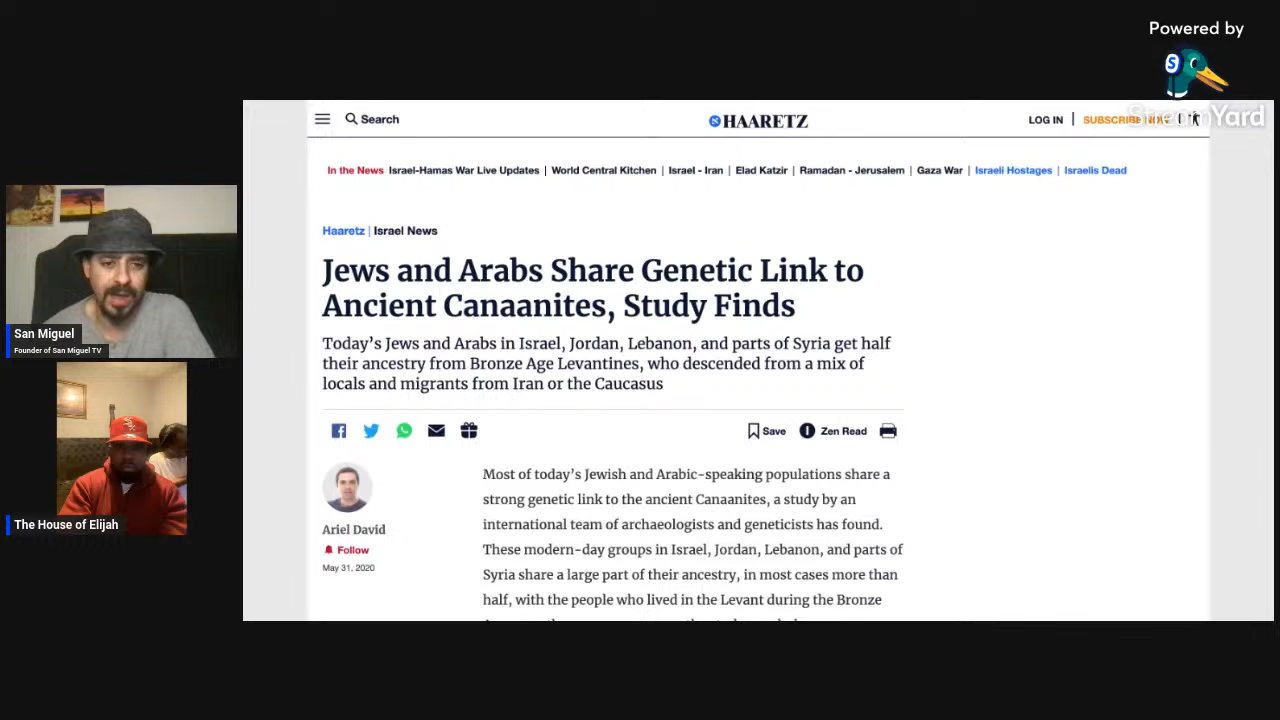 Powered by
StreamYard
Search
HAARETZ
LOG IN
SUBSCRIBE NOW
In the News Israel-Hamas War Live Updates | World Central Kitchen | Israel - Iran | Elad Katzir | Ramadan - Jerusalem | Gaza War | Israeli Hostages | Israelis Dead
Haaretz | Israel News
Jews and Arabs Share Genetic Link to
Ancient Canaanites, Study Finds
Today’s Jews and Arabs in Israel, Jordan, Lebanon, and parts of Syria get half
their ancestry from Bronze Age Levantines, who descended from a mix of
locals and migrants from Iran or the Caucasus
Save
Zen Read
Ariel David
Follow
May 31, 2020
Most of today’s Jewish and Arabic-speaking populations share a
strong genetic link to the ancient Canaanites, a study by an
international team of archaeologists and geneticists has found.
These modern-day groups in Israel, Jordan, Lebanon, and parts of
Syria share a large part of their ancestry, in most cases more than
half, with the people who lived in the Levant during the Bronze
San Miguel
Founder of San Miguel TV
The House of Elijah